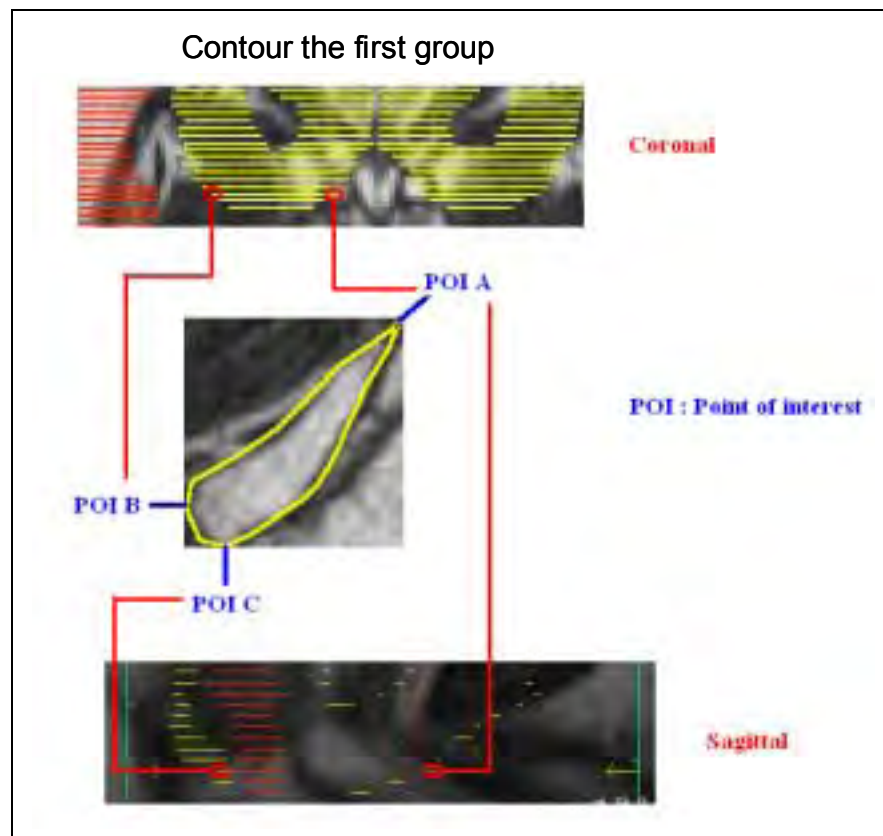 Contour the first group
Coronal
POI A
POI : Point of interest
POI B
POI C
Sagittal